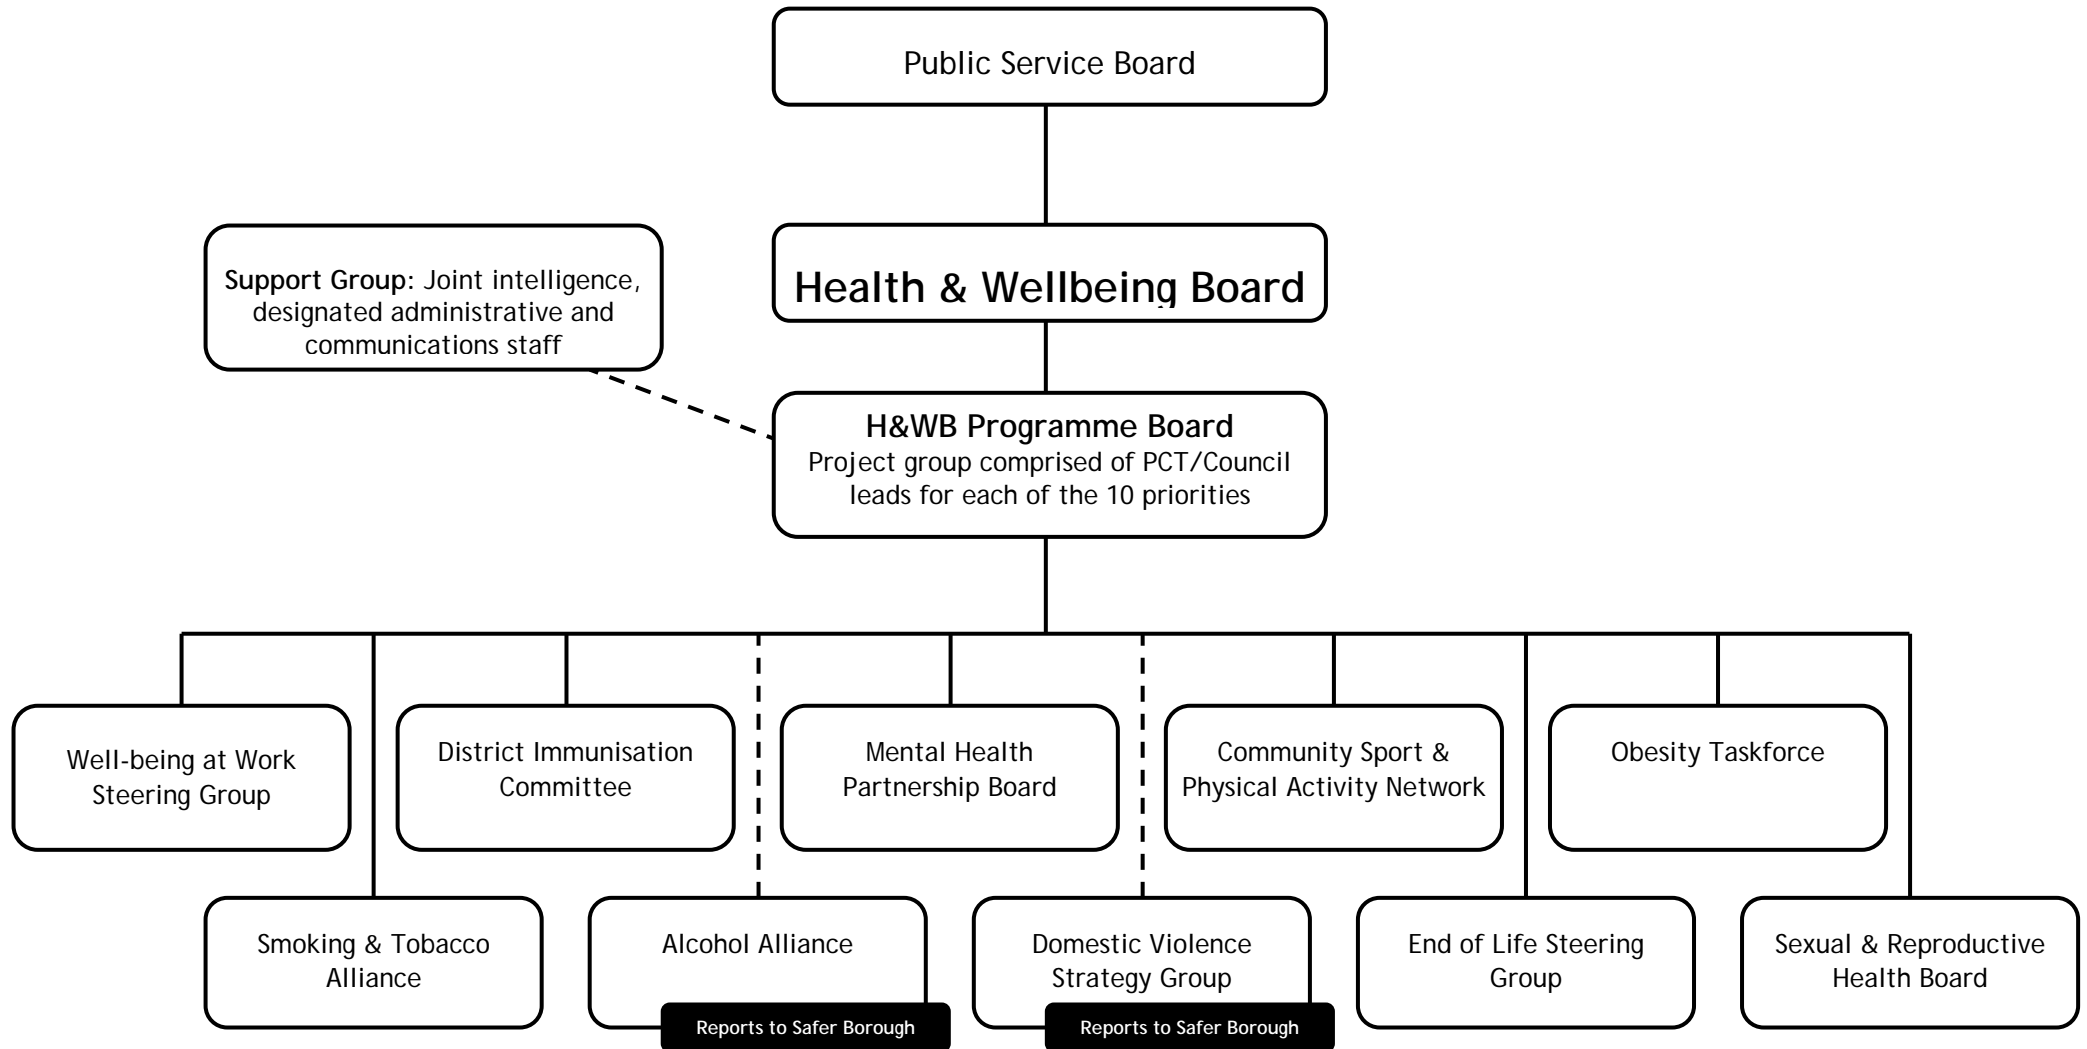 Public Service Board
Support Group: Joint intelligence,
designated administrative and
communications staff
Health & Wellbeing Board
H&WB Programme Board
Project group comprised of PCT/Council
leads for each of the 10 priorities
Well-being at Work
Steering Group
District Immunisation
Committee
Mental Health
Partnership Board
Community Sport &
Physical Activity Network
Obesity Taskforce
Smoking & Tobacco
Alliance
Alcohol Alliance
Reports to Safer Borough
Domestic Violence
Strategy Group
Reports to Safer Borough
End of Life Steering
Group
Sexual & Reproductive
Health Board